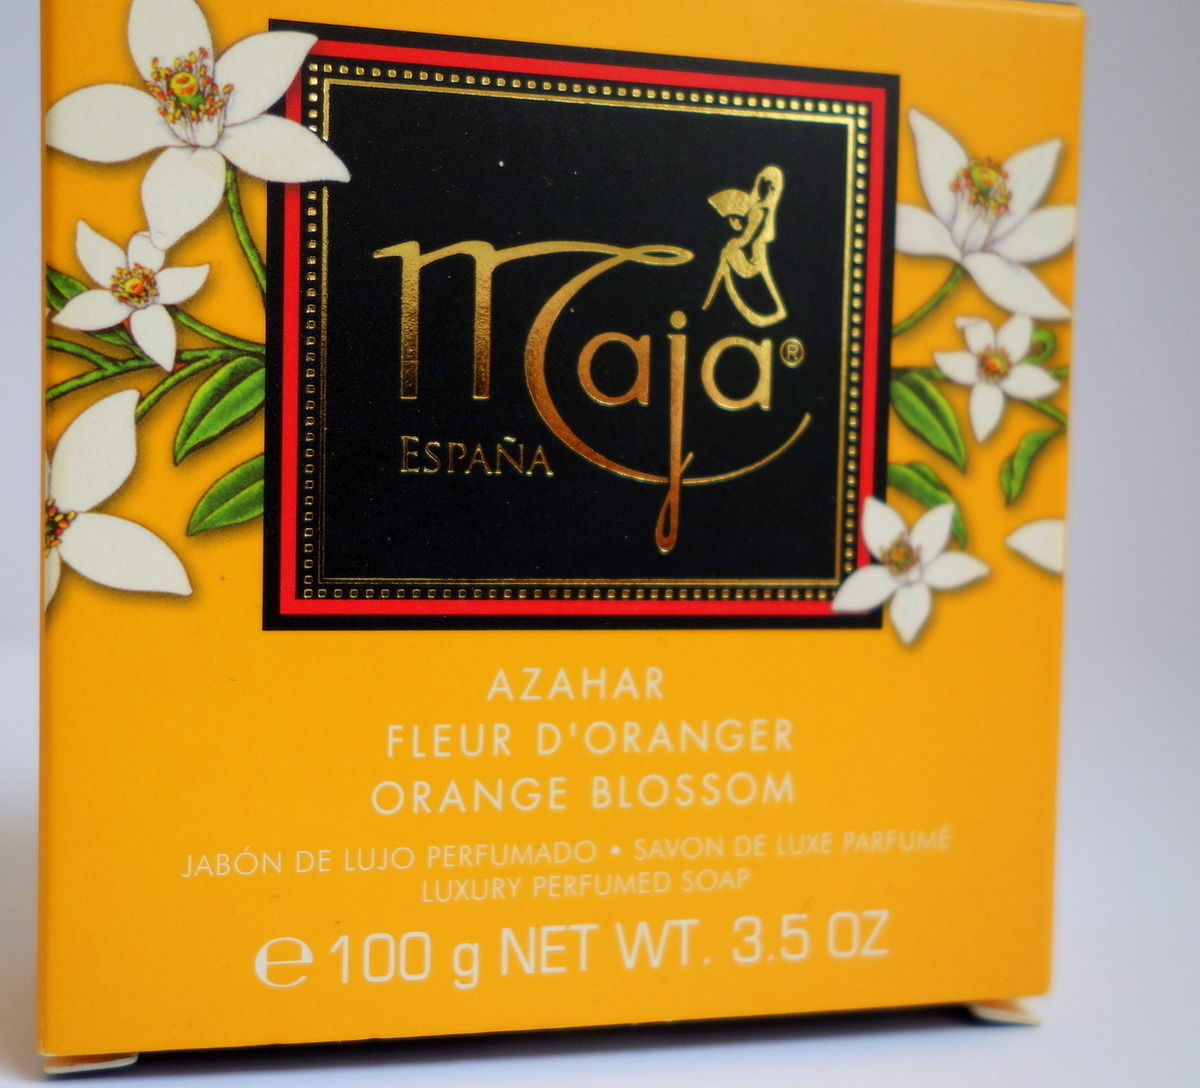 maja®
ESPAÑA
AZAHAR
FLEUR D'ORANGER
ORANGE BLOSSOM
JABÓN DE LUJO PERFUMADO • SAVON DE LUXE PARFUMÉ
LUXURY PERFUMED SOAP
℮ 100 g NET WT. 3.5 OZ